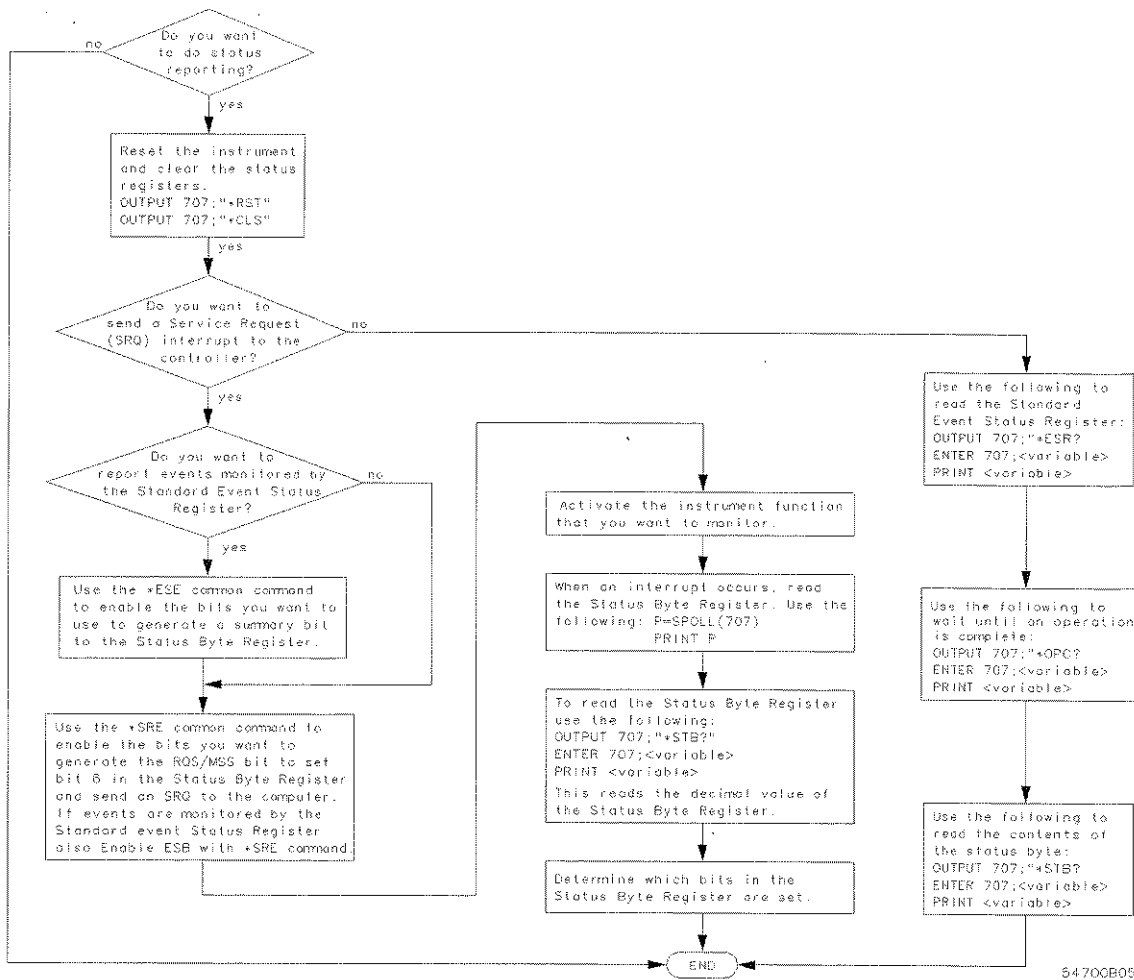 Do you want
to do status
reporting?
no
yes
Reset the instrument
and clear the status
registers.
OUTPUT 707;"*RST"
OUTPUT 707;"*CLS"
yes
Do you want to
send a Service Request
(SRQ) interrupt to the
controller?
no
yes
Do you want to
report events monitored by
the Standard Event Status
Register?
no
yes
Use the *ESE common command
to enable the bits you want to
use to generate a summary bit
to the Status Byte Register.
Use the *SRE common command to
enable the bits you want to
generate the RQS/MSS bit to set
bit 6 in the Status Byte Register
and send an SRQ to the computer.
If events are monitored by the
Standard event Status Register
also Enable ESB with *SRE command.
Activate the instrument function
that you want to monitor.
When an interrupt occurs, read
the Status Byte Register. Use the
following: P=SPOLL(707)
PRINT P
To read the Status Byte Register
use the following:
OUTPUT 707;"*STB?"
ENTER 707;<variable>
PRINT <variable>
This reads the decimal value of
the Status Byte Register.
Determine which bits in the
Status Byte Register are set.
Use the following to
read the Standard
Event Status Register:
OUTPUT 707;"*ESR?
ENTER 707;<variable>
PRINT <variable>
Use the following to
wait until an operation
is complete:
OUTPUT 707;"*OPC?
ENTER 707;<variable>
PRINT <variable>
Use the following to
read the contents of
the status byte:
OUTPUT 707;"*STB?
ENTER 707;<variable>
PRINT <variable>
END
54700B05